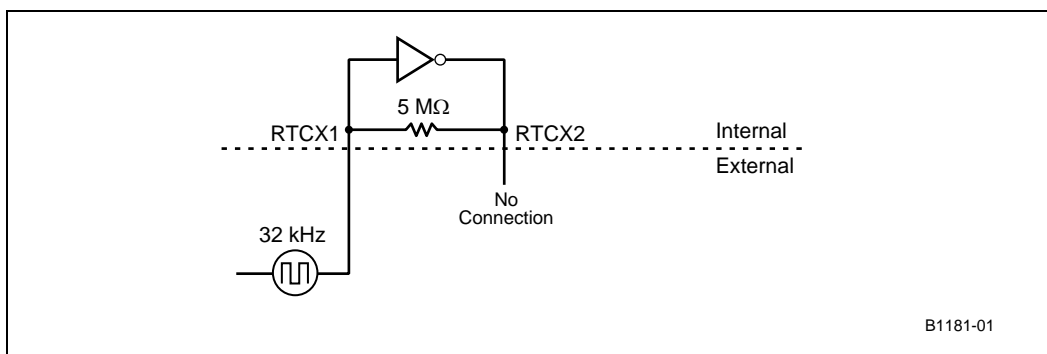 5 MΩ
RTCX1
RTCX2
Internal
External
No
Connection
32 kHz
B1181-01